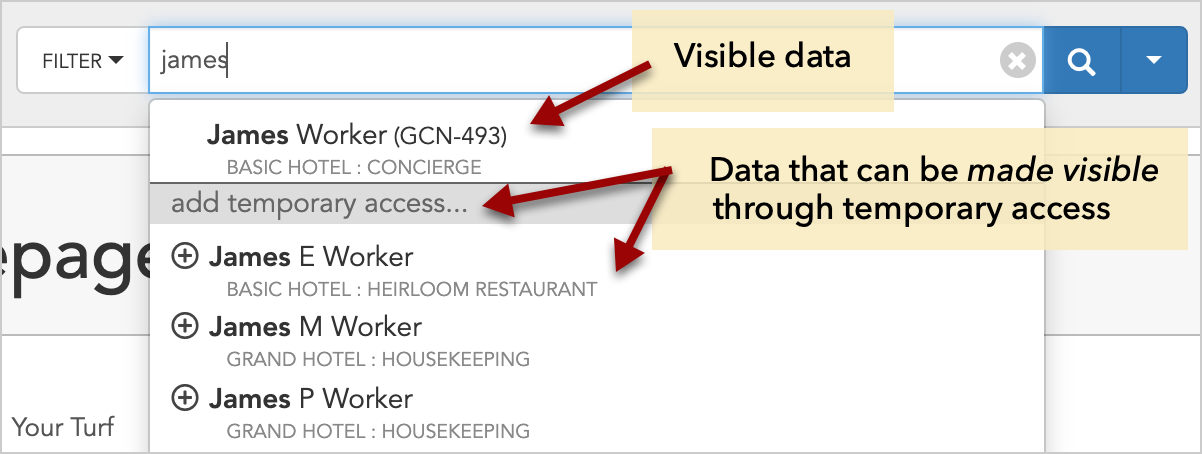 FILTER
james
Visible data
James Worker (GCN-493)
BASIC HOTEL : CONCIERGE
Data that can be made visible
through temporary access
add temporary access...
James E Worker
BASIC HOTEL : HEIRLOOM RESTAURANT
James M Worker
GRAND HOTEL : HOUSEKEEPING
James P Worker
GRAND HOTEL : HOUSEKEEPING
epage
Your Turf